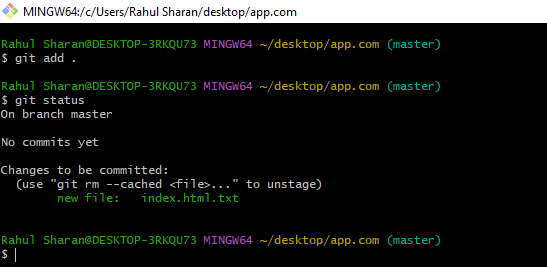 MINGW64:/c/Users/Rahul Sharan/desktop/app.com
Rahul Sharan@DESKTOP-3RKQU73 MINGW64 ~/desktop/app.com (master)
$ git add .
Rahul Sharan@DESKTOP-3RKQU73 MINGW64 ~/desktop/app.com (master)
$ git status
On branch master
No commits yet
Changes to be committed:
  (use "git rm --cached <file>..." to unstage)
        new file:   index.html.txt
Rahul Sharan@DESKTOP-3RKQU73 MINGW64 ~/desktop/app.com (master)
$